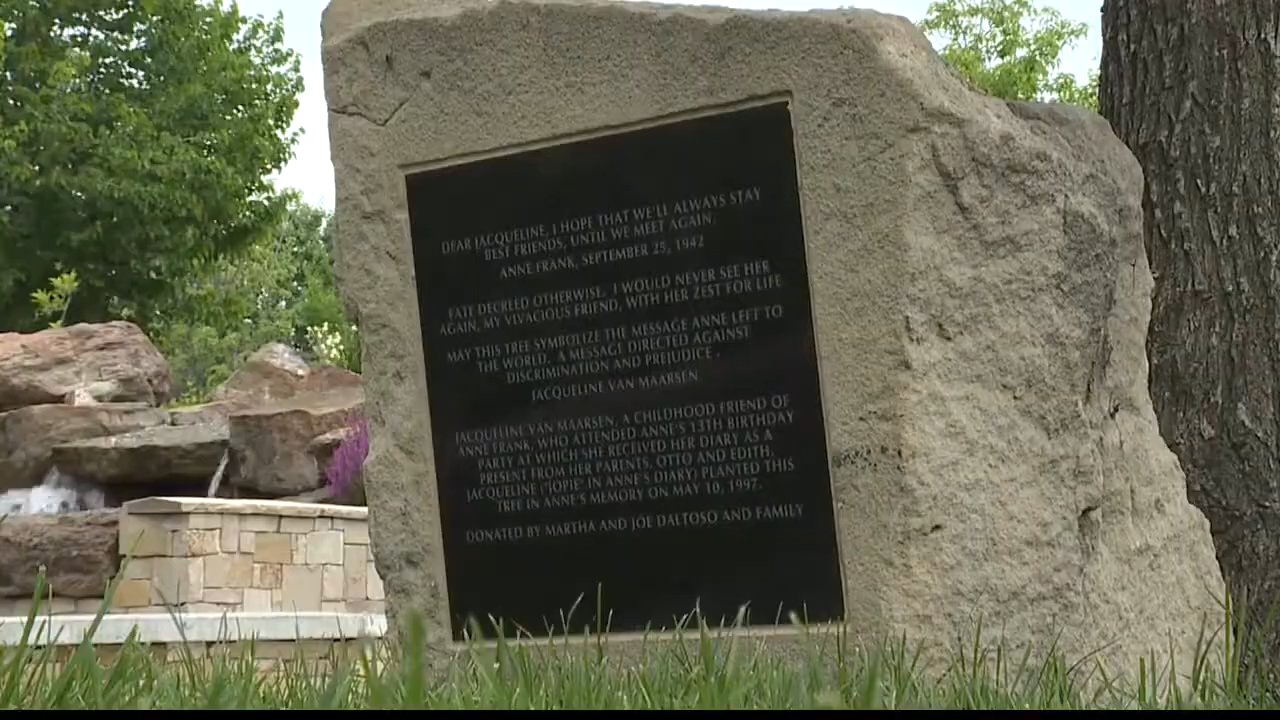 DEAR JACQUELINE, I HOPE THAT WE'LL ALWAYS STAY
BEST FRIENDS, UNTIL WE MEET AGAIN.
ANNE FRANK, SEPTEMBER 25, 1942
FATE DECREED OTHERWISE. I WOULD NEVER SEE HER
AGAIN, MY VIVACIOUS FRIEND, WITH HER ZEST FOR LIFE
MAY THIS TREE SYMBOLIZE THE MESSAGE ANNE LEFT TO
THE WORLD. A MESSAGE DIRECTED AGAINST
DISCRIMINATION AND PREJUDICE.
JACQUELINE VAN MAARSEN
JACQUELINE VAN MAARSEN, A CHILDHOOD FRIEND OF
ANNE FRANK, WHO ATTENDED ANNE'S 13TH BIRTHDAY
PARTY AT WHICH SHE RECEIVED HER DIARY AS A
PRESENT FROM HER PARENTS, OTTO AND EDITH.
JACQUELINE ("JOPIE" IN ANNE'S DIARY) PLANTED THIS
TREE IN ANNE'S MEMORY ON MAY 10, 1997.
DONATED BY MARTHA AND JOE DALTOSO AND FAMILY